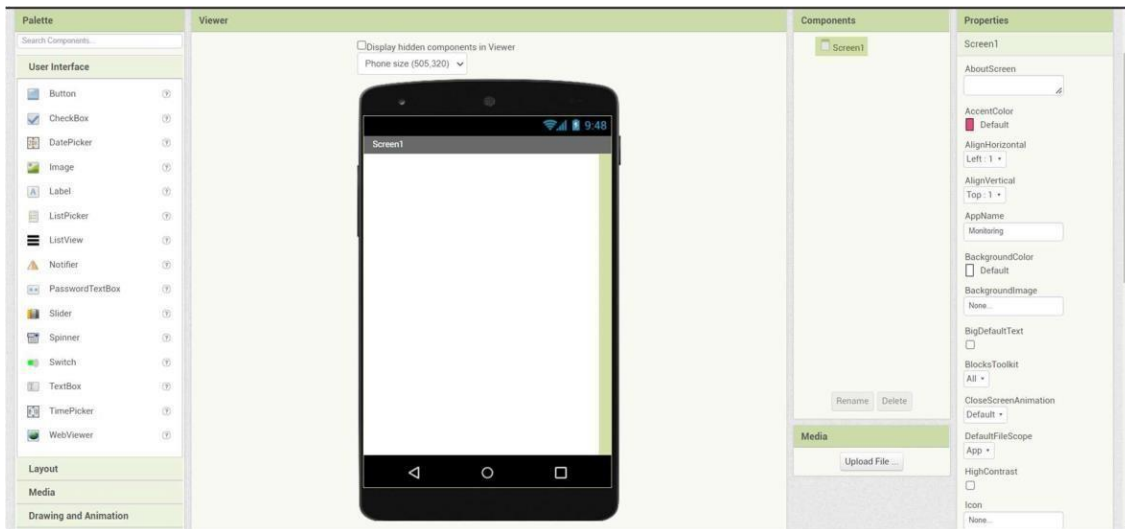 Palette
Search Components...
User Interface
Button
CheckBox
DatePicker
Image
Label
ListPicker
ListView
Notifier
PasswordTextBox
Slider
Spinner
Switch
TextBox
TimePicker
WebViewer
Layout
Media
Drawing and Animation
Viewer
Display hidden components in Viewer
Phone size (505,320)
9:48
Screen1
Components
Screen1
Rename Delete
Media
Upload File ...
Properties
Screen1
AboutScreen
AccentColor
Default
AlignHorizontal
Left : 1
AlignVertical
Top : 1
AppName
Monitoring
BackgroundColor
Default
BackgroundImage
None...
BigDefaultText
BlocksToolkit
All
CloseScreenAnimation
Default
DefaultFileScope
App
HighContrast
Icon
None...